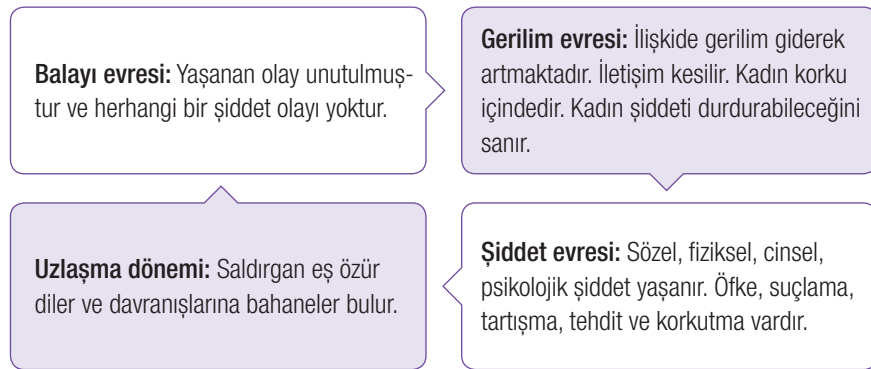 Balayı evresi: Yaşanan olay unutulmuş-
tur ve herhangi bir şiddet olayı yoktur.
Gerilim evresi: İlişkide gerilim giderek
artmaktadır. İletişim kesilir. Kadın korku
içindedir. Kadın şiddeti durdurabileceğini
sanır.
Uzlaşma dönemi: Saldırgan eş özür
diler ve davranışlarına bahaneler bulur.
Şiddet evresi: Sözel, fiziksel, cinsel,
psikolojik şiddet yaşanır. Öfke, suçlama,
tartışma, tehdit ve korkutma vardır.